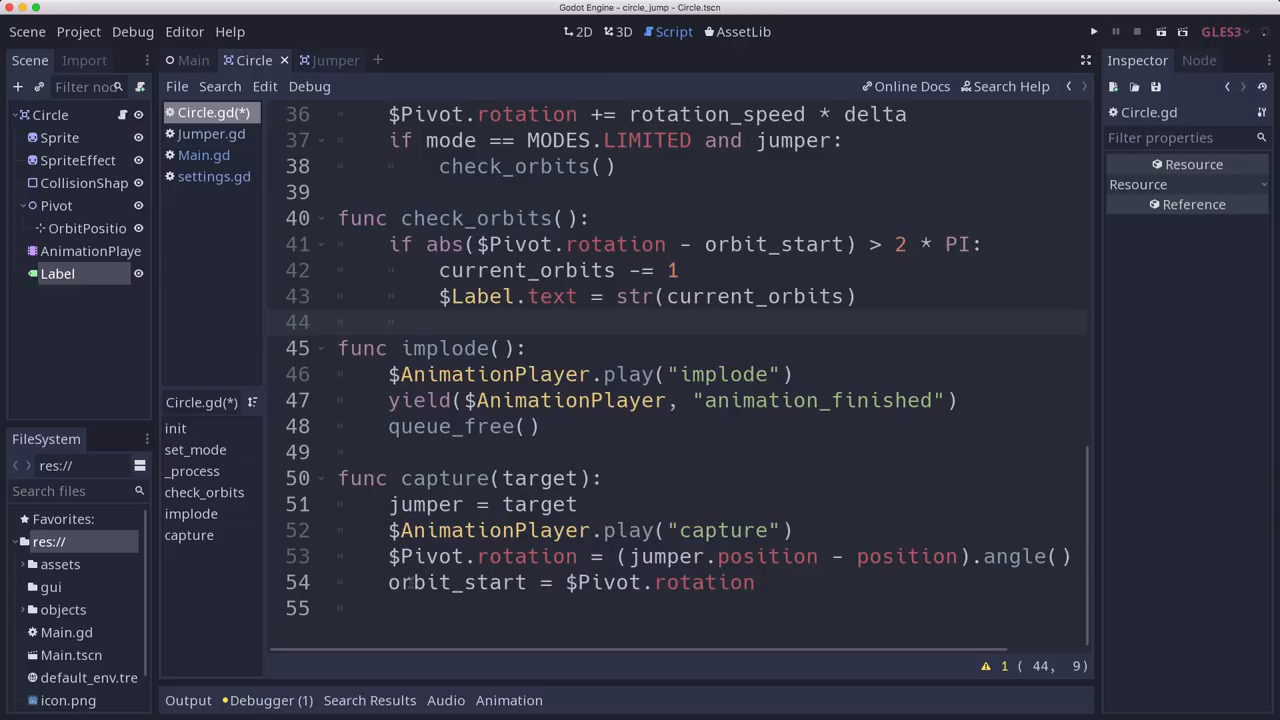 Godot Engine - circle_jump - Circle.tscn
Scene Project Debug Editor Help
2D 3D Script AssetLib
GLES3
Scene Import
Main Circle Jumper
Inspector Node
Filter nod
File Search Edit Debug
Online Docs Search Help
Circle
Sprite
SpriteEffect
CollisionShap
Pivot
OrbitPositio
AnimationPlaye
Label
Circle.gd(*)
Jumper.gd
Main.gd
settings.gd
Circle.gd(*)
init
set_mode
_process
check_orbits
implode
capture
36 $Pivot.rotation += rotation_speed * delta
37 if mode == MODES.LIMITED and jumper:
38 check_orbits()
39
40 func check_orbits():
41 if abs($Pivot.rotation - orbit_start) > 2 * PI:
42 current_orbits -= 1
43 $Label.text = str(current_orbits)
44
45 func implode():
46 $AnimationPlayer.play("implode")
47 yield($AnimationPlayer, "animation_finished")
48 queue_free()
49
50 func capture(target):
51 jumper = target
52 $AnimationPlayer.play("capture")
53 $Pivot.rotation = (jumper.position - position).angle()
54 orbit_start = $Pivot.rotation
55
1 ( 44, 9)
Circle.gd
Filter properties
Resource
Resource
Reference
FileSystem
res://
Search files
Favorites:
res://
assets
gui
objects
Main.gd
Main.tscn
default_env.tre
icon.png
Output Debugger (1) Search Results Audio Animation